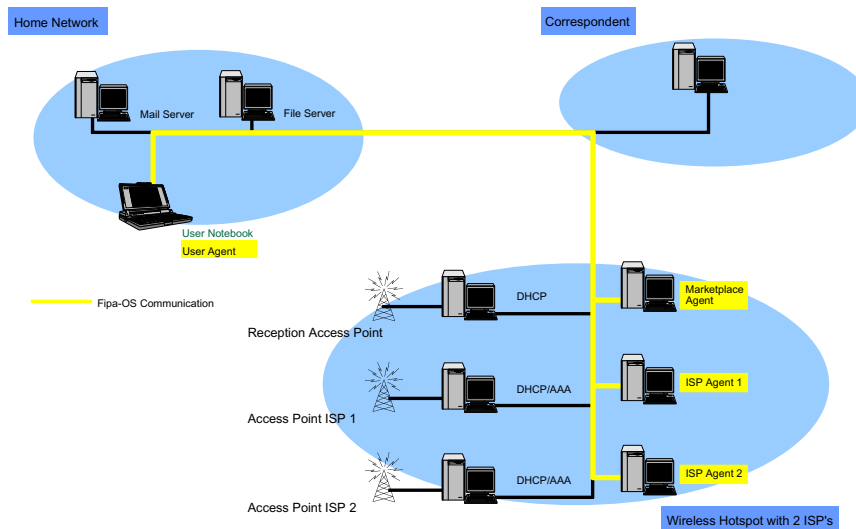 Home Network
Correspondent
Mail Server
File Server
User Notebook
User Agent
Fipa-OS Communication
DHCP
Marketplace
Agent
Reception Access Point
DHCP/AAA
ISP Agent 1
Access Point ISP 1
DHCP/AAA
ISP Agent 2
Access Point ISP 2
Wireless Hotspot with 2 ISP's